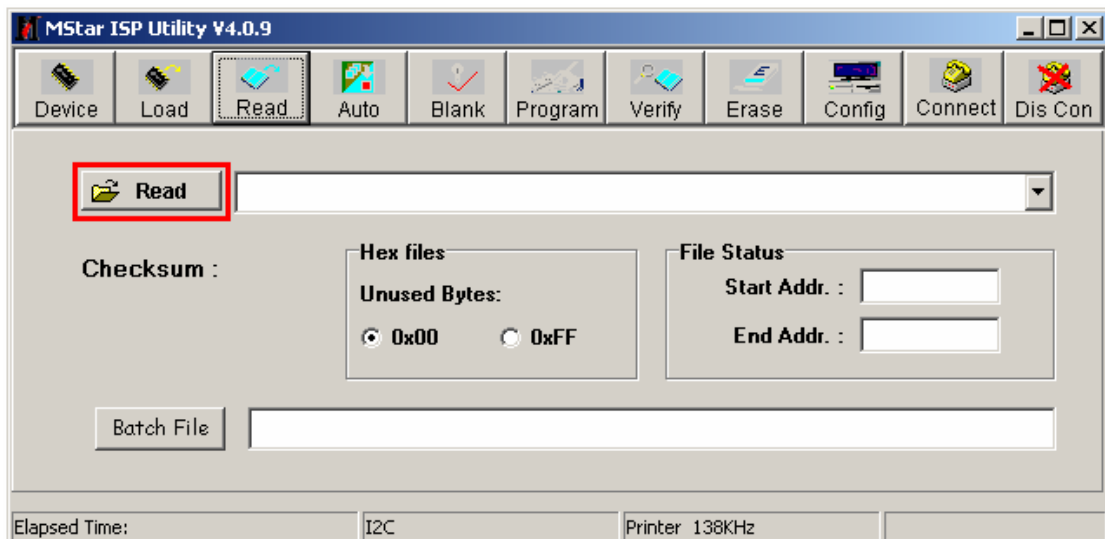 MStar ISP Utility V4.0.9
Device Load Read Auto Blank Program Verify Erase Config Connect Dis Con
Read
Checksum :
Hex files
Unused Bytes:
0x00 0xFF
File Status
Start Addr. :
End Addr. :
Batch File
Elapsed Time: I2C Printer 138KHz